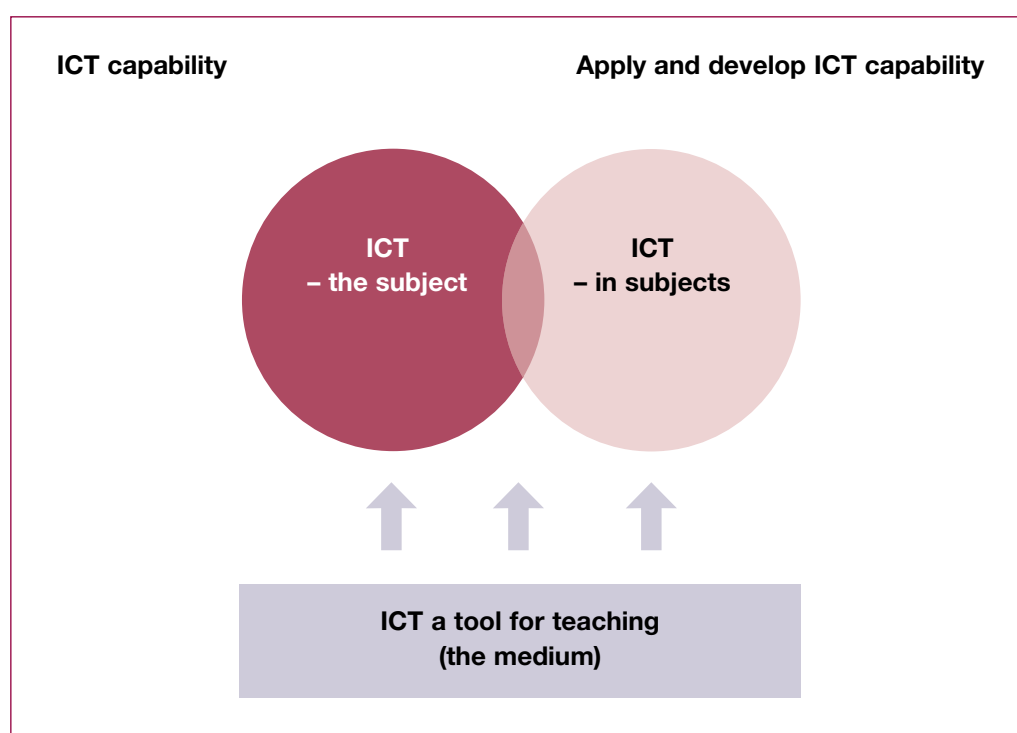 ICT capability
Apply and develop ICT capability
ICT
– the subject
ICT
– in subjects
ICT a tool for teaching
(the medium)